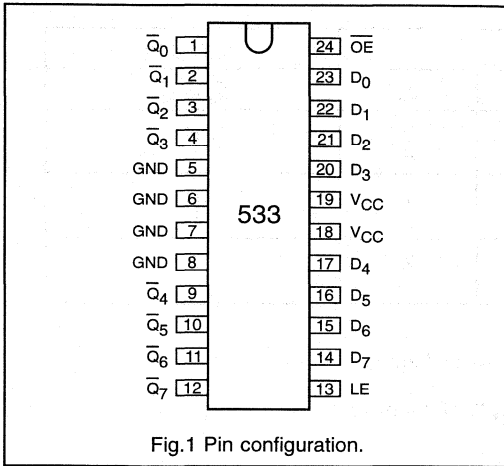 Q̅0 1 24 O̅E̅
Q̅1 2 23 D0
Q̅2 3 22 D1
Q̅3 4 21 D2
GND 5 20 D3
GND 6 19 VCC
533
GND 7 18 VCC
GND 8 17 D4
Q̅4 9 16 D5
Q̅5 10 15 D6
Q̅6 11 14 D7
Q̅7 12 13 LE
Fig.1 Pin configuration.